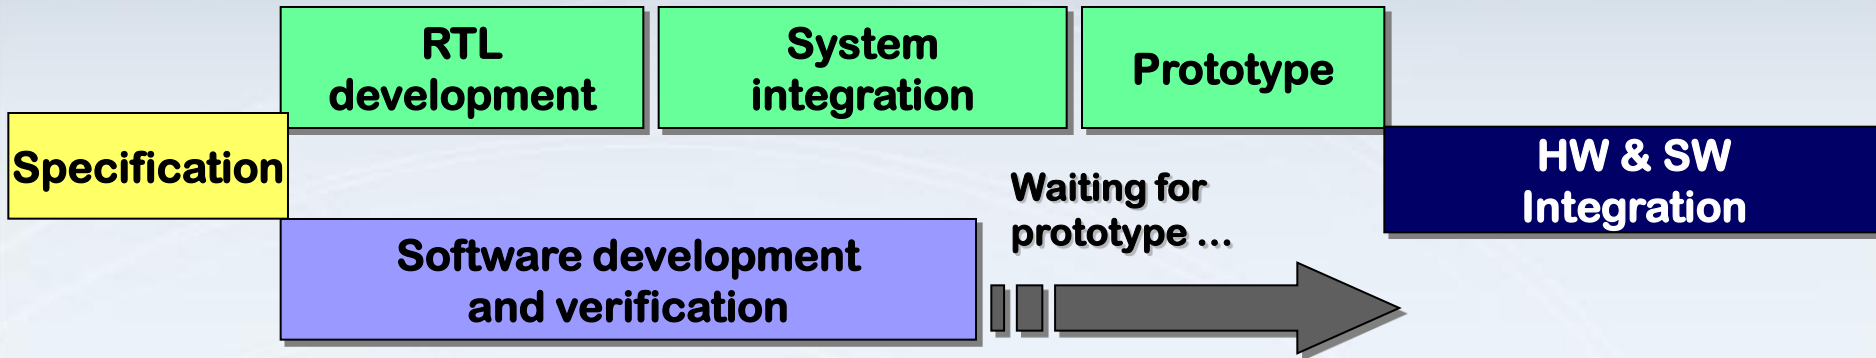 RTL
development
System
integration
Prototype
Specification
HW & SW
Integration
Waiting for
prototype ...
Software development
and verification